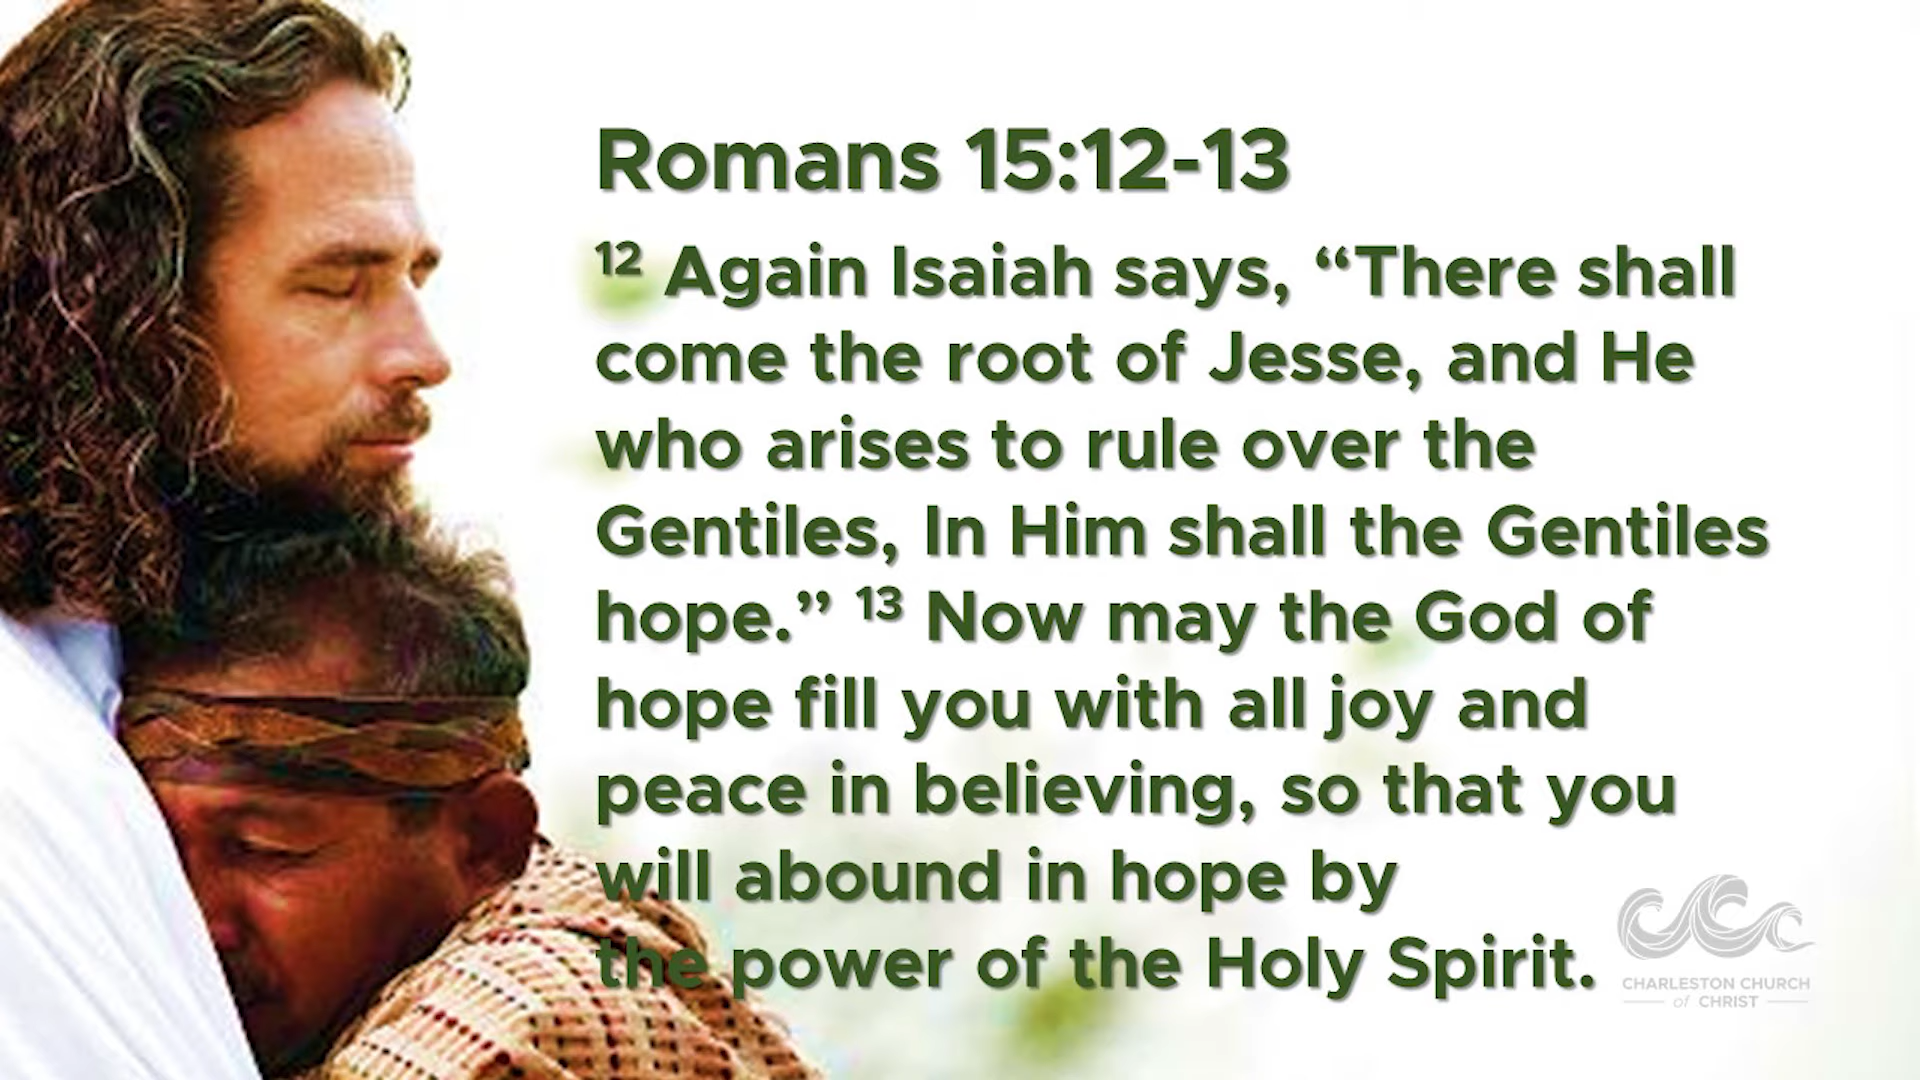 Romans 15:12-13
12 Again Isaiah says, “There shall
come the root of Jesse, and He
who arises to rule over the
Gentiles, In Him shall the Gentiles
hope.” 13 Now may the God of
hope fill you with all joy and
peace in believing, so that you
will abound in hope by
the power of the Holy Spirit.
CHARLESTON CHURCH
of CHRIST